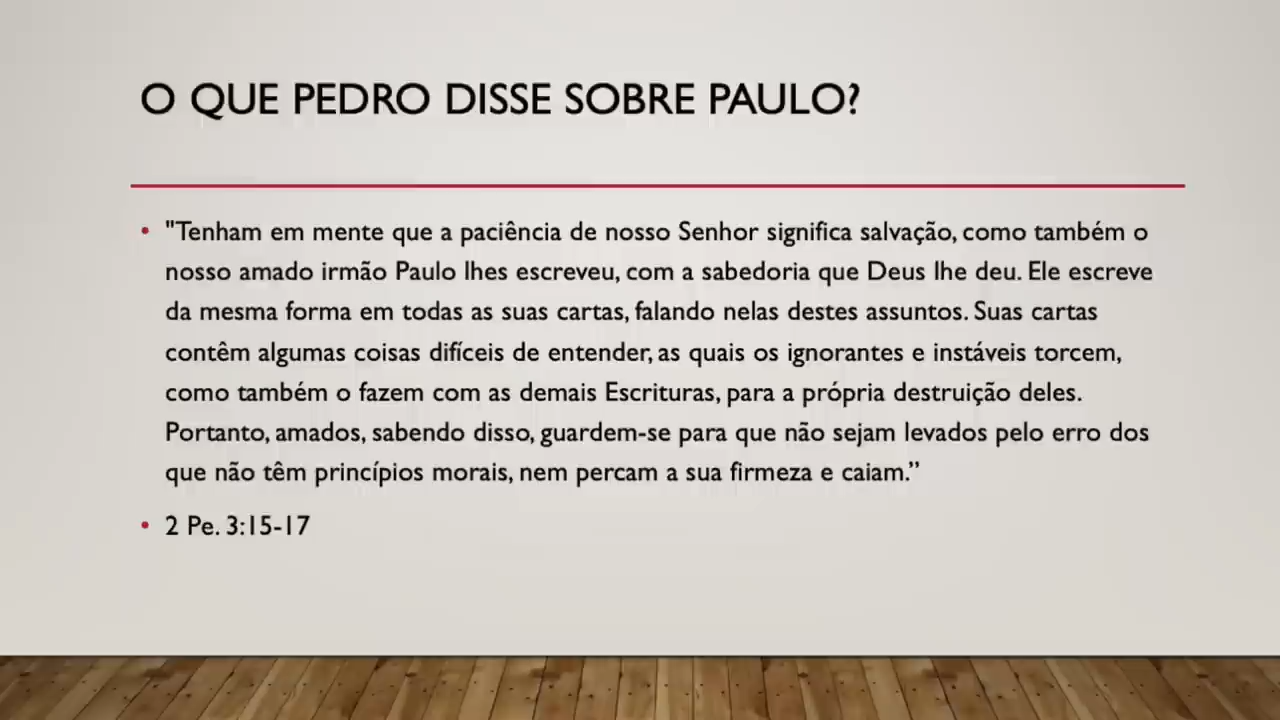 O QUE PEDRO DISSE SOBRE PAULO?
• "Tenham em mente que a paciência de nosso Senhor significa salvação, como também o
nosso amado irmão Paulo lhes escreveu, com a sabedoria que Deus lhe deu. Ele escreve
da mesma forma em todas as suas cartas, falando nelas destes assuntos. Suas cartas
contêm algumas coisas difíceis de entender, as quais os ignorantes e instáveis torcem,
como também o fazem com as demais Escrituras, para a própria destruição deles.
Portanto, amados, sabendo disso, guardem-se para que não sejam levados pelo erro dos
que não têm princípios morais, nem percam a sua firmeza e caiam.”
• 2 Pe. 3:15-17